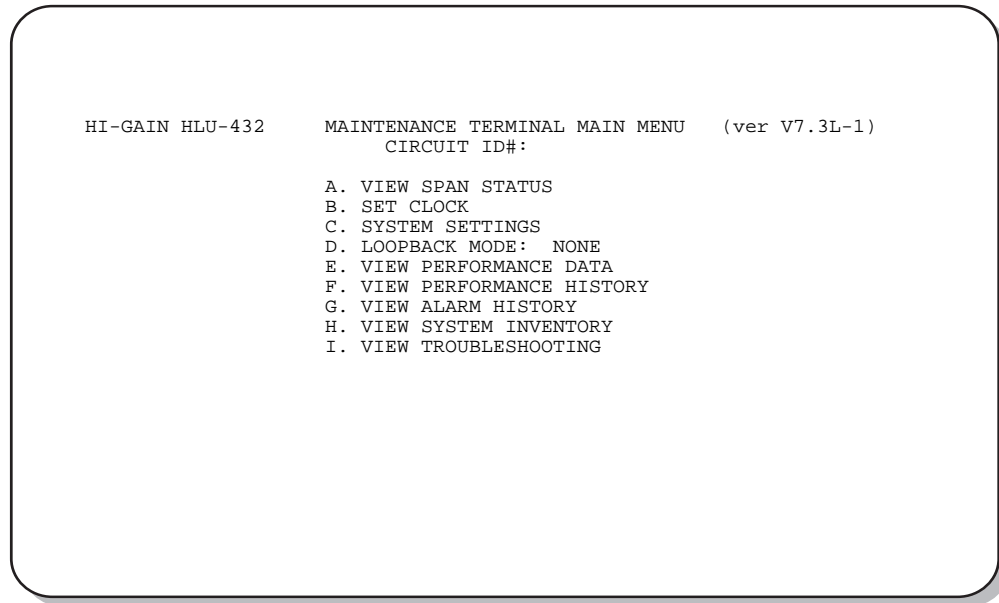 HI-GAIN HLU-432 MAINTENANCE TERMINAL MAIN MENU (ver V7.3L-1)
CIRCUIT ID#:
A. VIEW SPAN STATUS
B. SET CLOCK
C. SYSTEM SETTINGS
D. LOOPBACK MODE: NONE
E. VIEW PERFORMANCE DATA
F. VIEW PERFORMANCE HISTORY
G. VIEW ALARM HISTORY
H. VIEW SYSTEM INVENTORY
I. VIEW TROUBLESHOOTING